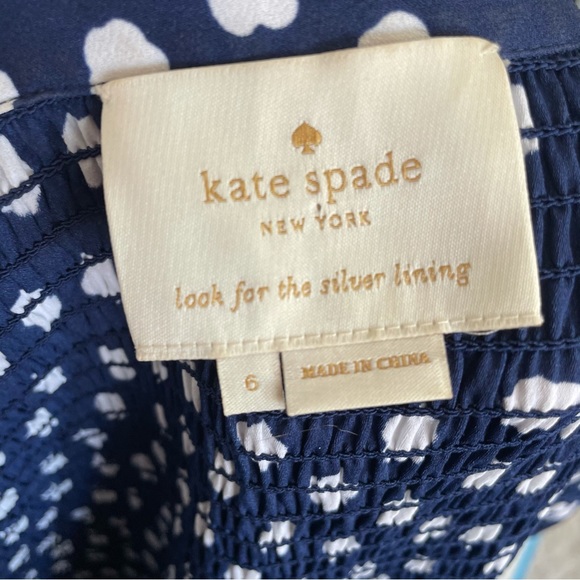 kate spade
NEW YORK
look for the silver lining
6
MADE IN CHINA